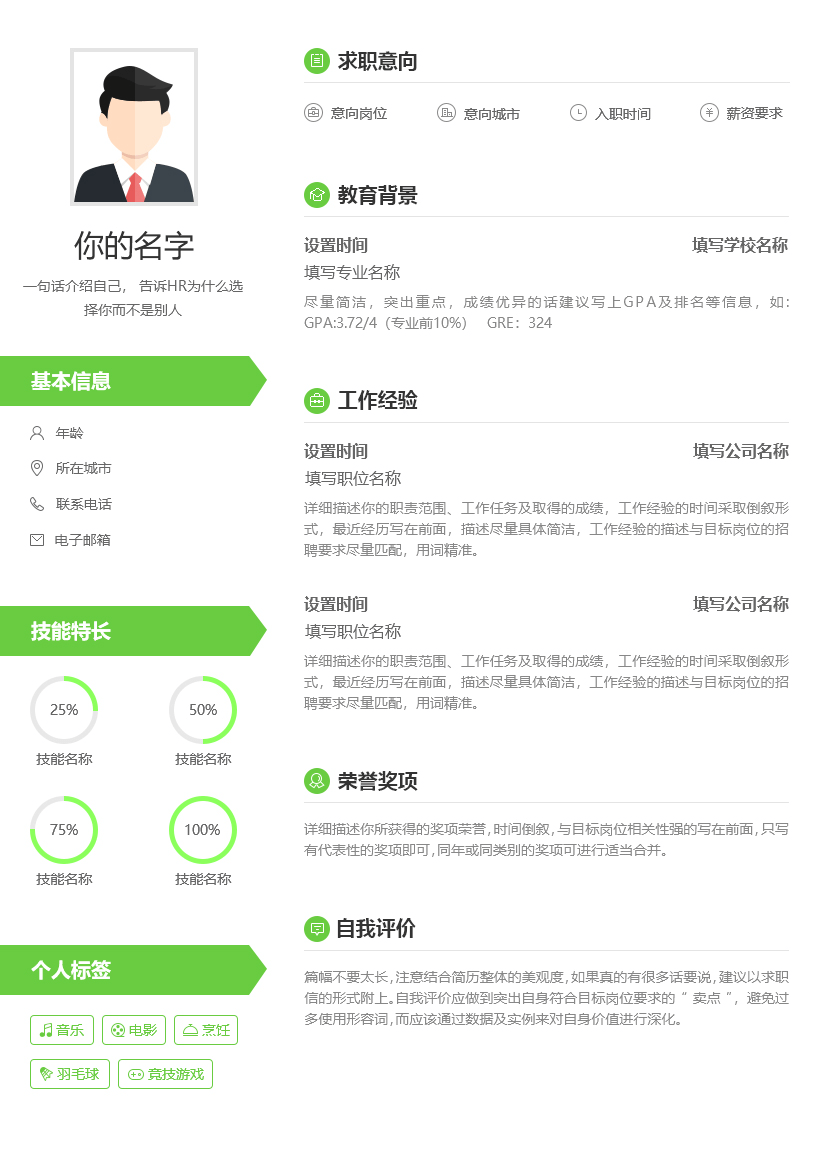 你的名字
一句话介绍自己， 告诉HR为什么选
择你而不是别人
基本信息
年龄
所在城市
联系电话
电子邮箱
技能特长
25% 50%
技能名称 技能名称
75% 100%
技能名称 技能名称
个人标签
音乐 电影 烹饪
羽毛球 竞技游戏
求职意向
意向岗位 意向城市 入职时间 薪资要求
教育背景
设置时间 填写学校名称
填写专业名称
尽量简洁，突出重点，成绩优异的话建议写上GPA及排名等信息，如：
GPA:3.72/4（专业前10%） GRE：324
工作经验
设置时间 填写公司名称
填写职位名称
详细描述你的职责范围、工作任务及取得的成绩，工作经验的时间采取倒叙形
式，最近经历写在前面，描述尽量具体简洁，工作经验的描述与目标岗位的招
聘要求尽量匹配，用词精准。
设置时间 填写公司名称
填写职位名称
详细描述你的职责范围、工作任务及取得的成绩，工作经验的时间采取倒叙形
式，最近经历写在前面，描述尽量具体简洁，工作经验的描述与目标岗位的招
聘要求尽量匹配，用词精准。
荣誉奖项
详细描述你所获得的奖项荣誉，时间倒叙，与目标岗位相关性强的写在前面，只写
有代表性的奖项即可，同年或同类别的奖项可进行适当合并。
自我评价
篇幅不要太长，注意结合简历整体的美观度，如果真的有很多话要说，建议以求职
信的形式附上。自我评价应做到突出自身符合目标岗位要求的“ 卖点 ”，避免过
多使用形容词，而应该通过数据及实例来对自身价值进行深化。